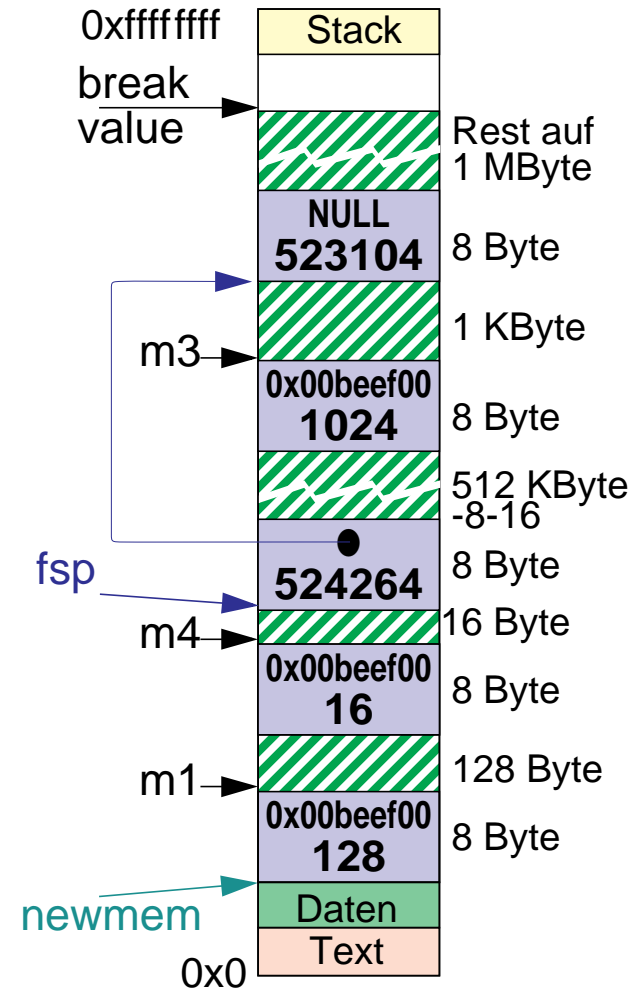 0xffffffff
Stack
break
value
Rest auf
1 MByte
NULL
523104
8 Byte
1 KByte
m3
0x00beef00
1024
8 Byte
512 KByte
-8-16
fsp
524264
8 Byte
16 Byte
m4
0x00beef00
16
8 Byte
128 Byte
m1
0x00beef00
128
8 Byte
newmem
Daten
Text
0x0